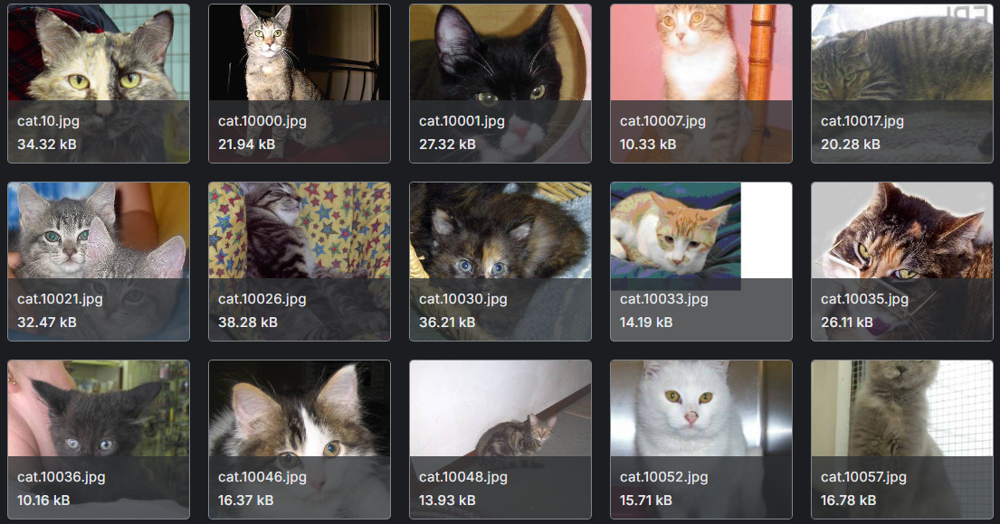 cat.10.jpg
34.32 kB
cat.10000.jpg
21.94 kB
cat.10001.jpg
27.32 kB
cat.10007.jpg
10.33 kB
cat.10017.jpg
20.28 kB
cat.10021.jpg
32.47 kB
cat.10026.jpg
38.28 kB
cat.10030.jpg
36.21 kB
cat.10033.jpg
14.19 kB
cat.10035.jpg
26.11 kB
cat.10036.jpg
10.16 kB
cat.10046.jpg
16.37 kB
cat.10048.jpg
13.93 kB
cat.10052.jpg
15.71 kB
cat.10057.jpg
16.78 kB